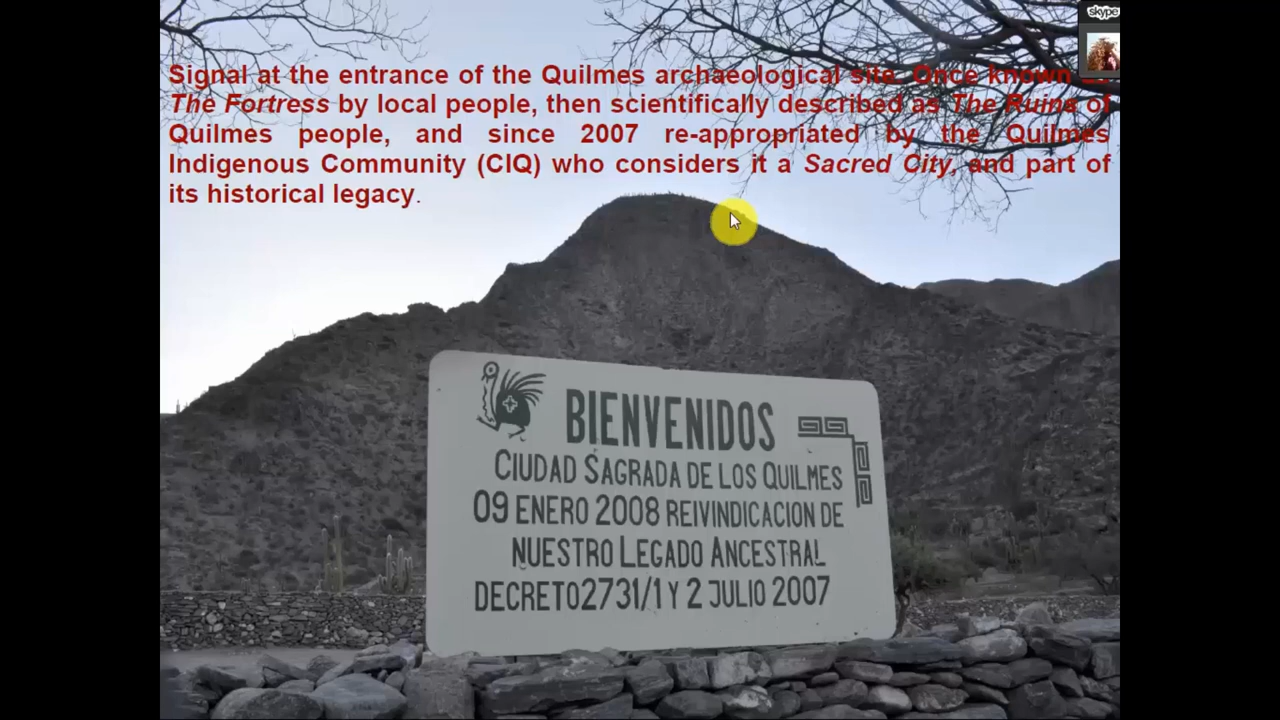 skype
Signal at the entrance of the Quilmes archaeological site. Once known
The Fortress by local people, then scientifically described as The Ruins of
Quilmes people, and since 2007 re-appropriated by the Quilmes
Indigenous Community (CIQ) who considers it a Sacred City, and part of
its historical legacy.
BIENVENIDOS
CIUDAD SAGRADA DE LOS QUILMES
09 ENERO 2008 REIVINDICACION DE
NUESTRO LEGADO ANCESTRAL
DECRETO2731/1 Y 2 JULIO 2007